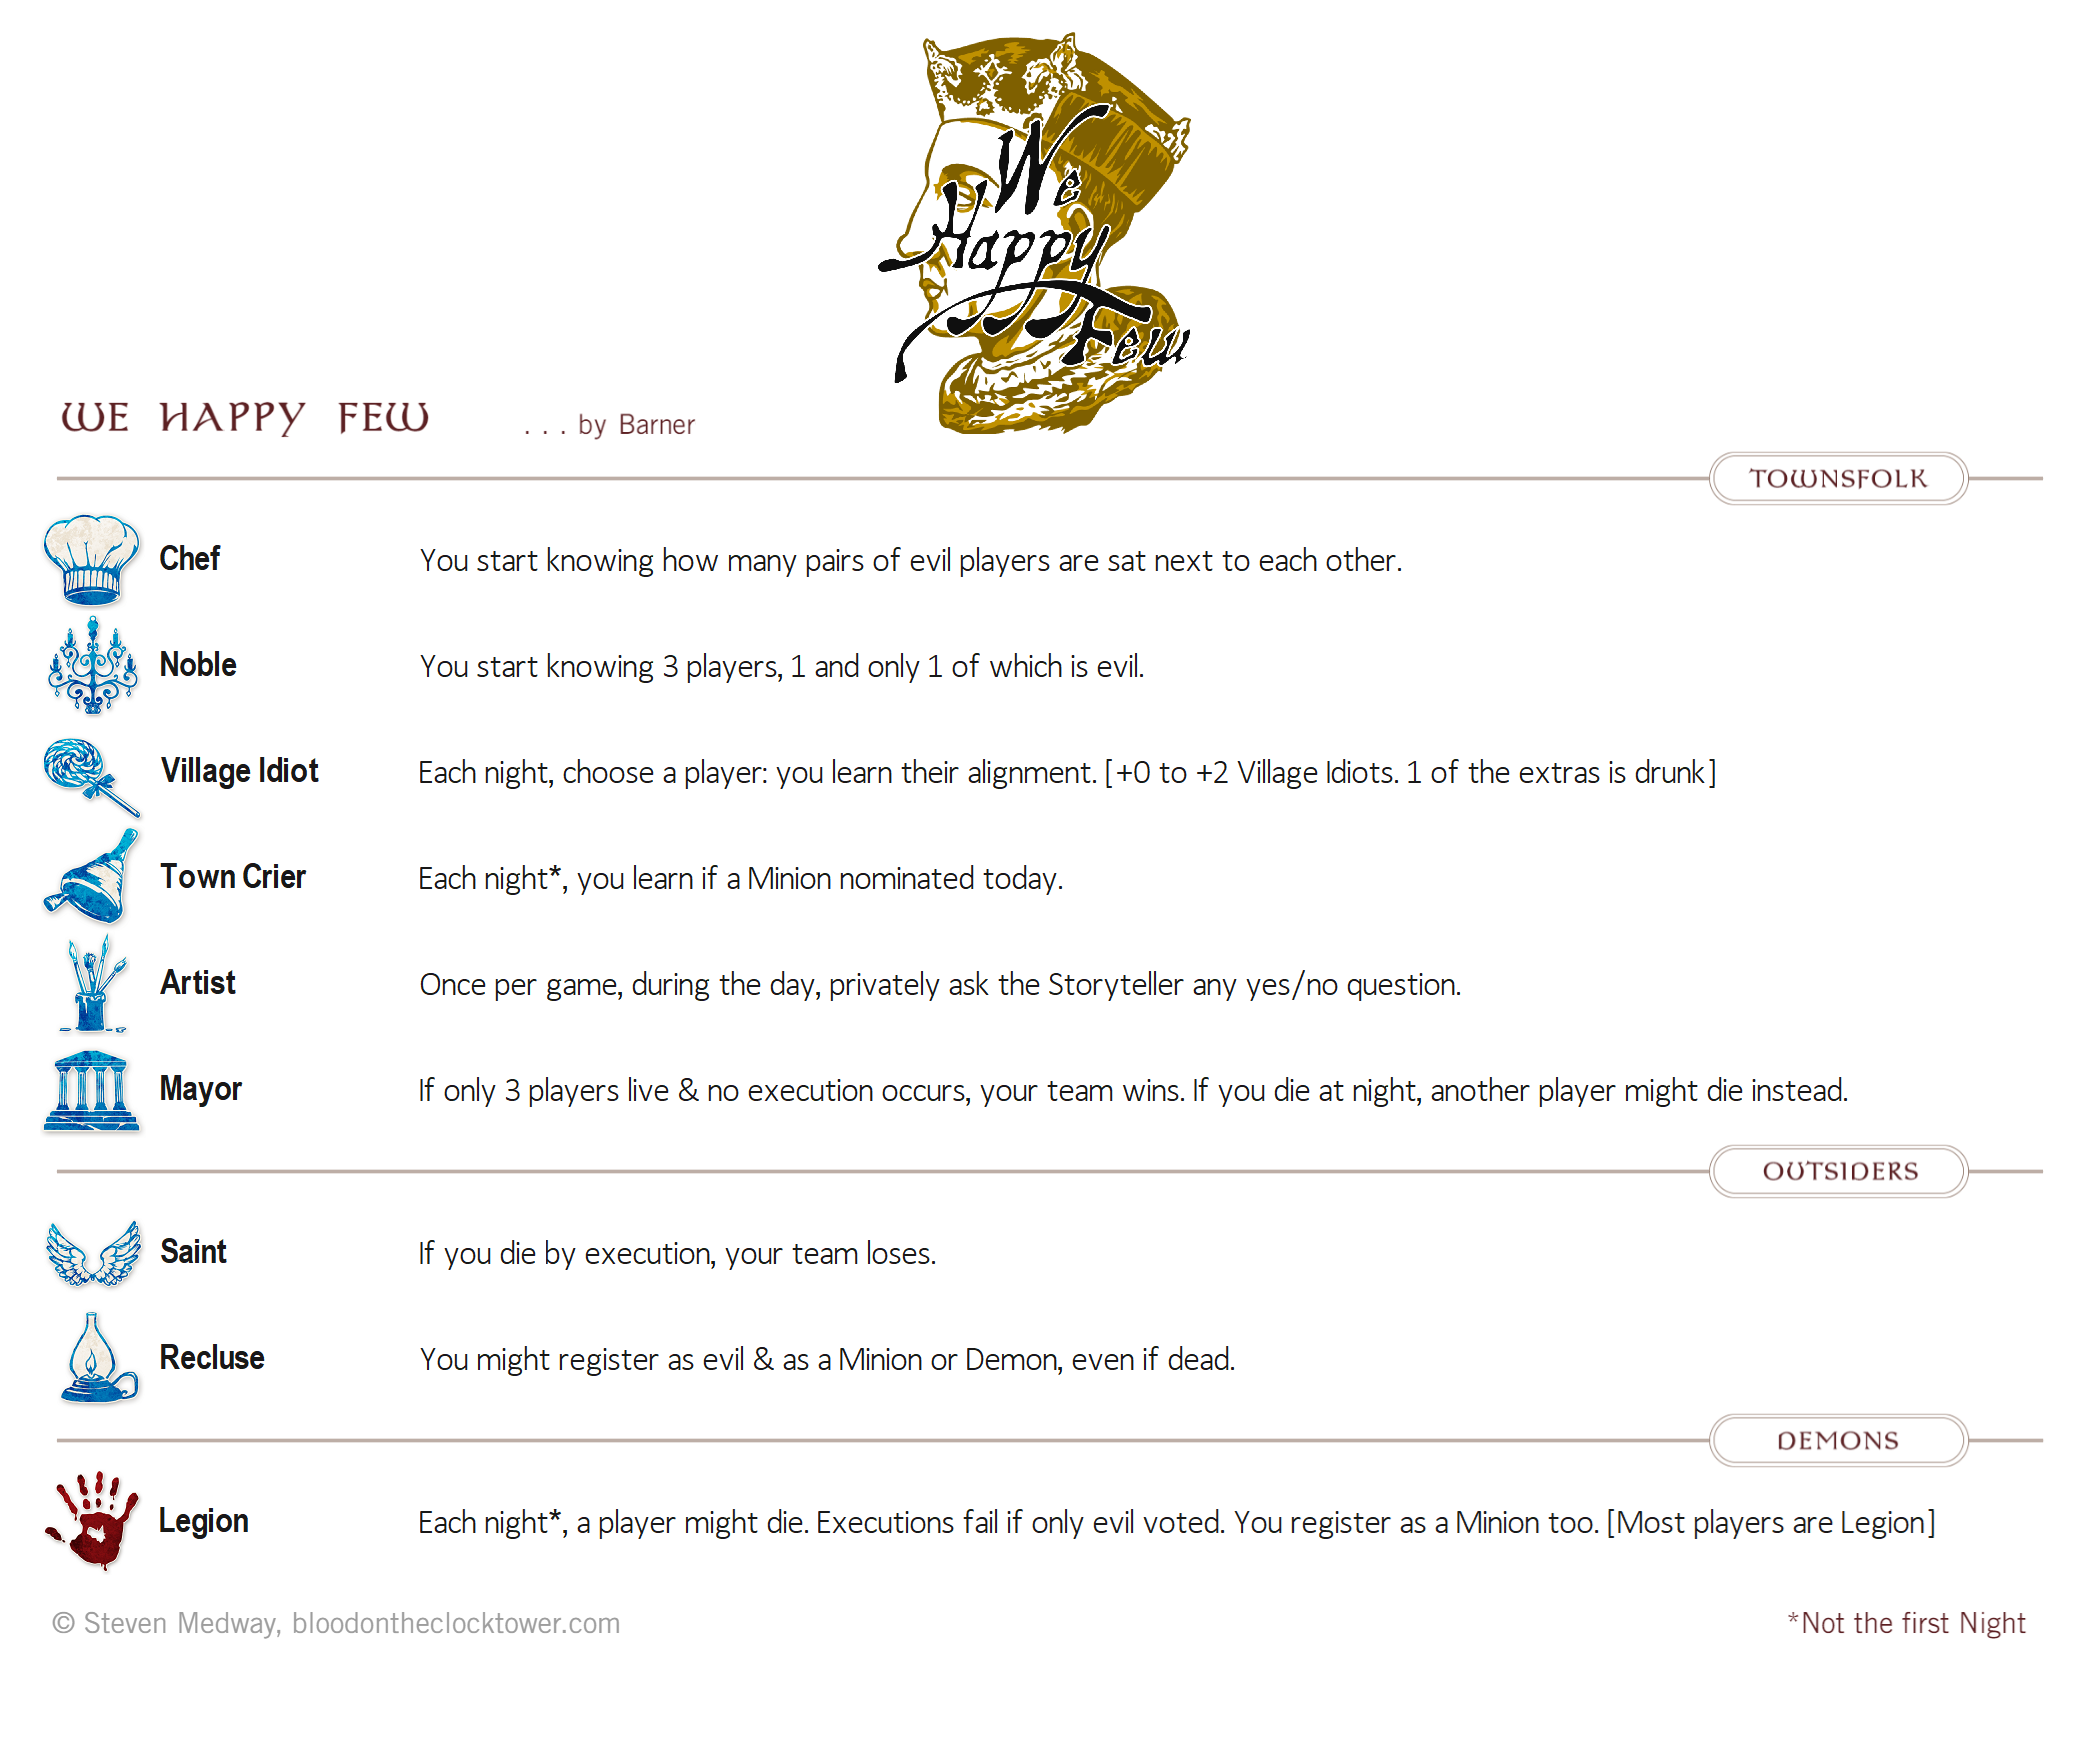 We
Happy
Few
WE HAPPY FEW ... by Barner
TOWNSFOLK
Chef You start knowing how many pairs of evil players are sat next to each other.
Noble You start knowing 3 players, 1 and only 1 of which is evil.
Village Idiot Each night, choose a player: you learn their alignment. [+0 to +2 Village Idiots. 1 of the extras is drunk]
Town Crier Each night*, you learn if a Minion nominated today.
Artist Once per game, during the day, privately ask the Storyteller any yes/no question.
Mayor If only 3 players live & no execution occurs, your team wins. If you die at night, another player might die instead.
OUTSIDERS
Saint If you die by execution, your team loses.
Recluse You might register as evil & as a Minion or Demon, even if dead.
DEMONS
Legion Each night*, a player might die. Executions fail if only evil voted. You register as a Minion too. [Most players are Legion]
© Steven Medway, bloodontheclocktower.com *Not the first Night